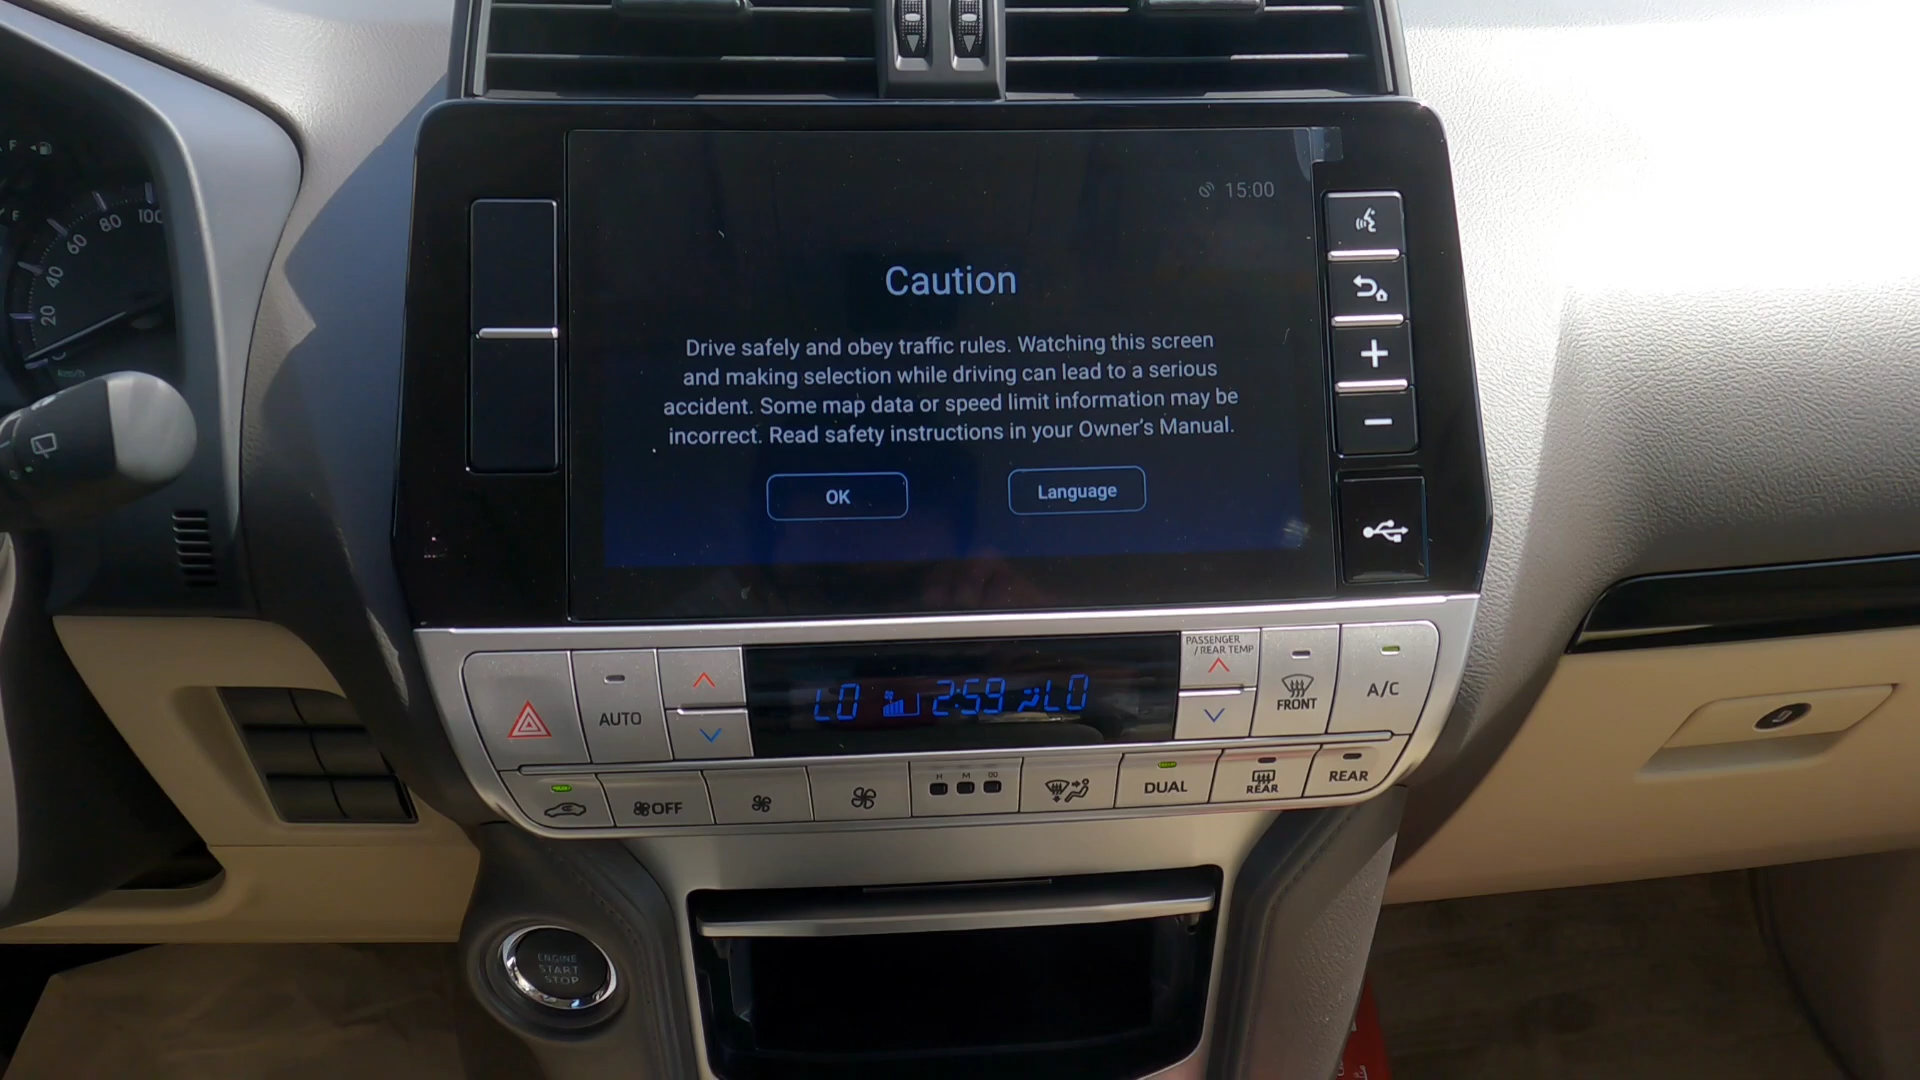 F
E
20
40
60
80
100
15:00
Caution
Drive safely and obey traffic rules. Watching this screen
and making selection while driving can lead to a serious
accident. Some map data or speed limit information may be
incorrect. Read safety instructions in your Owner's Manual.
OK
Language
+
-
PASSENGER
/REAR TEMP
AUTO
LO 2:59 LO
FRONT
A/C
OFF
DUAL
REAR
REAR
ENGINE
START
STOP